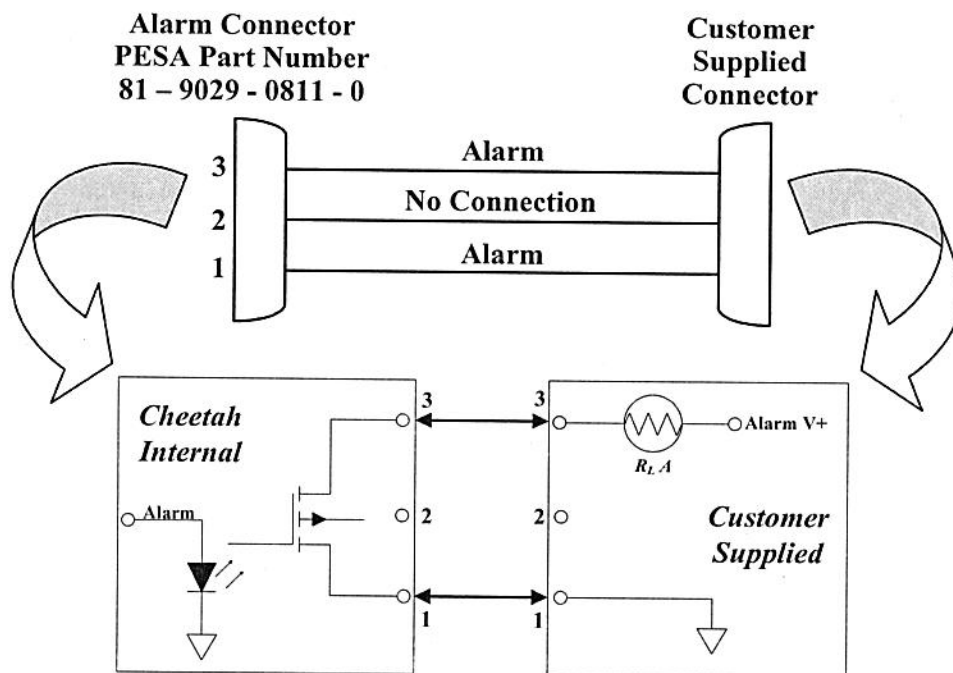 Alarm Connector
PESA Part Number
81 – 9029 - 0811 - 0
Customer
Supplied
Connector
3
Alarm
2
No Connection
1
Alarm
Cheetah
Internal
Alarm
3
2
1
3
2
1
R_L A
Alarm V+
Customer
Supplied